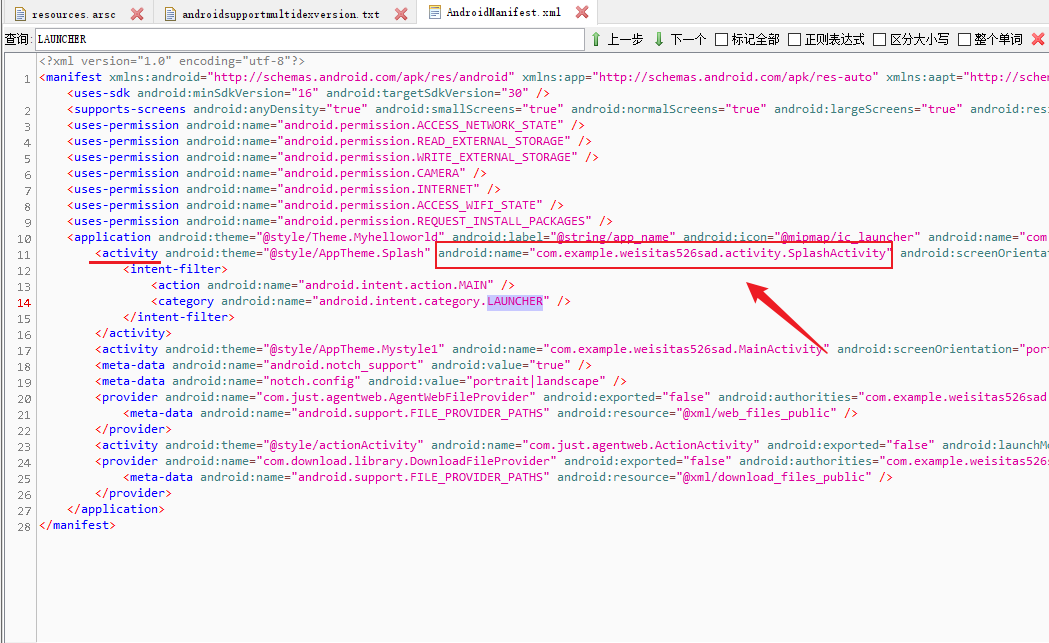 resources.arsc androidsupportmultidexversion.txt AndroidManifest.xml
查询: LAUNCHER 上一步 下一个 标记全部 正则表达式 区分大小写 整个单词
<?xml version="1.0" encoding="utf-8"?>
1 <manifest xmlns:android="http://schemas.android.com/apk/res/android" xmlns:app="http://schemas.android.com/apk/res-auto" xmlns:aapt="http://schem
<uses-sdk android:minSdkVersion="16" android:targetSdkVersion="30" />
2 <supports-screens android:anyDensity="true" android:smallScreens="true" android:normalScreens="true" android:largeScreens="true" android:resi
3 <uses-permission android:name="android.permission.ACCESS_NETWORK_STATE" />
4 <uses-permission android:name="android.permission.READ_EXTERNAL_STORAGE" />
5 <uses-permission android:name="android.permission.WRITE_EXTERNAL_STORAGE" />
6 <uses-permission android:name="android.permission.CAMERA" />
7 <uses-permission android:name="android.permission.INTERNET" />
8 <uses-permission android:name="android.permission.ACCESS_WIFI_STATE" />
9 <uses-permission android:name="android.permission.REQUEST_INSTALL_PACKAGES" />
10 <application android:theme="@style/Theme.Myhelloworld" android:label="@string/app_name" android:icon="@mipmap/ic_launcher" android:name="com
11 <activity android:theme="@style/AppTheme.Splash" android:name="com.example.weisitas526sad.activity.SplashActivity" android:screenOrientat
12 <intent-filter>
13 <action android:name="android.intent.action.MAIN" />
14 <category android:name="android.intent.category.LAUNCHER" />
15 </intent-filter>
16 </activity>
17 <activity android:theme="@style/AppTheme.Mystyle1" android:name="com.example.weisitas526sad.MainActivity" android:screenOrientation="port
18 <meta-data android:name="android.notch_support" android:value="true" />
19 <meta-data android:name="notch.config" android:value="portrait|landscape" />
20 <provider android:name="com.just.agentweb.AgentWebFileProvider" android:exported="false" android:authorities="com.example.weisitas526sad
21 <meta-data android:name="android.support.FILE_PROVIDER_PATHS" android:resource="@xml/web_files_public" />
22 </provider>
23 <activity android:theme="@style/actionActivity" android:name="com.just.agentweb.ActionActivity" android:exported="false" android:launchMo
24 <provider android:name="com.download.library.DownloadFileProvider" android:exported="false" android:authorities="com.example.weisitas526s
25 <meta-data android:name="android.support.FILE_PROVIDER_PATHS" android:resource="@xml/download_files_public" />
26 </provider>
27 </application>
28 </manifest>